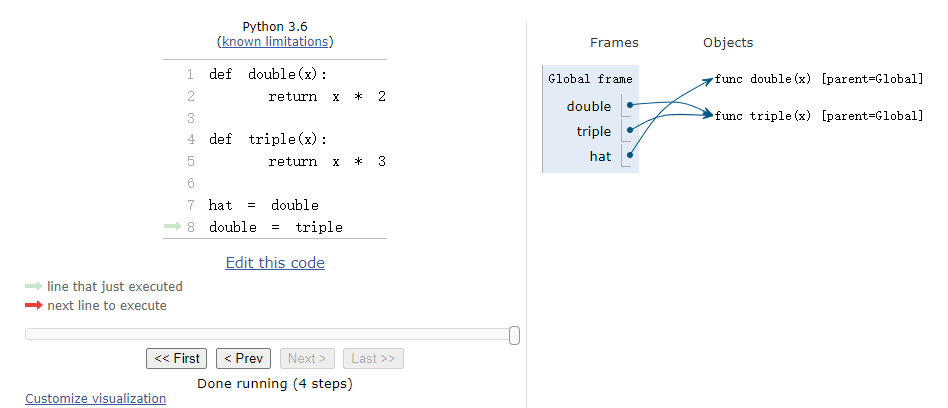 Python 3.6
(known limitations)
1 def double(x):
2 return x * 2
3
4 def triple(x):
5 return x * 3
6
7 hat = double
8 double = triple
Edit this code
line that just executed
next line to execute
<< First < Prev Next > Last >>
Done running (4 steps)
Customize visualization
Frames Objects
Global frame
double
triple
hat
func double(x) [parent=Global]
func triple(x) [parent=Global]